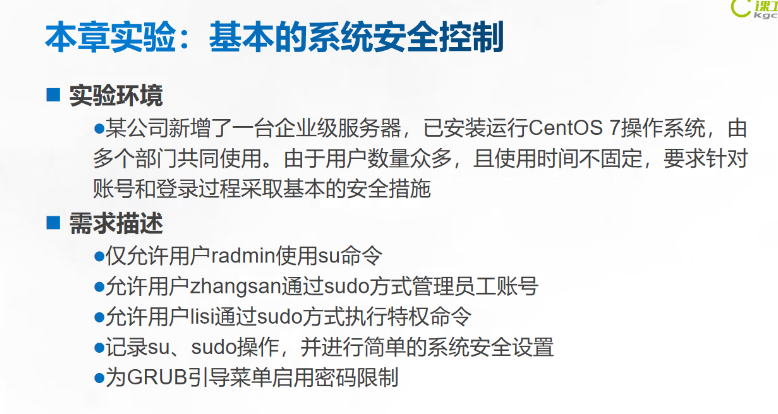 课工
kgc
本章实验：基本的系统安全控制
实验环境
某公司新增了一台企业级服务器，已安装运行CentOS 7操作系统，由
多个部门共同使用。由于用户数量众多，且使用时间不固定，要求针对
账号和登录过程采取基本的安全措施
需求描述
仅允许用户radmin使用su命令
允许用户zhangsan通过sudo方式管理员工账号
允许用户lisi通过sudo方式执行特权命令
记录su、sudo操作，并进行简单的系统安全设置
为GRUB引导菜单启用密码限制